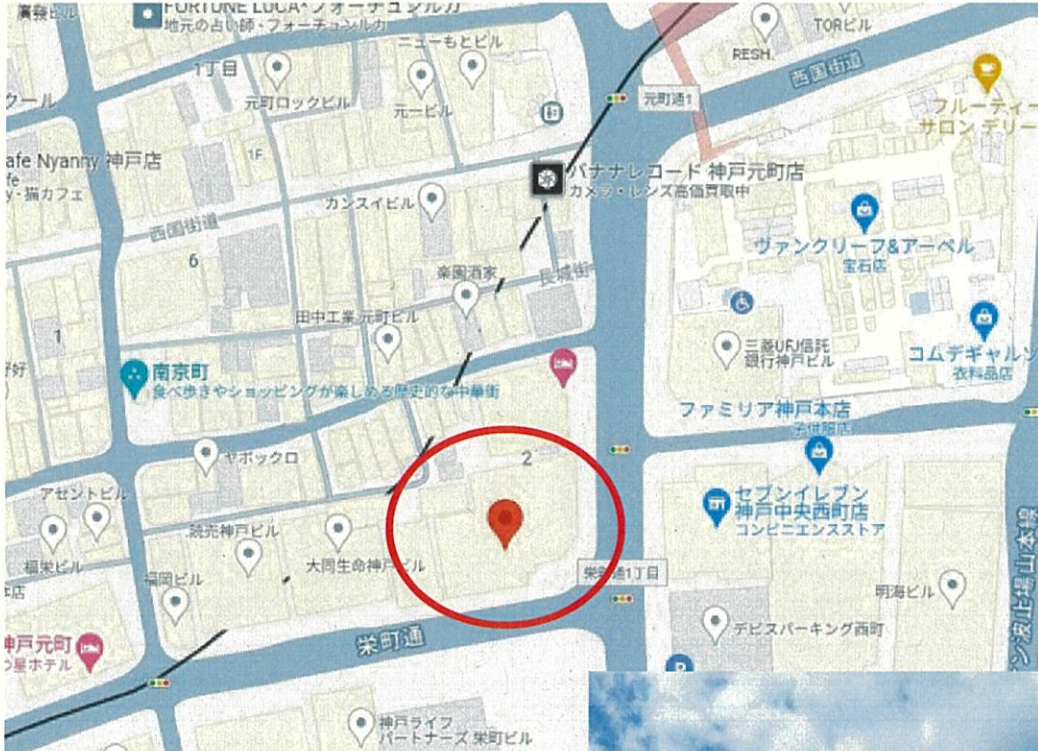 廣發ビル
FORTUNE LUCA・フォーチュンルカ
地元の占い師・フォーチュンルカ
ニューもとビル
TORビル
RESH.
1丁目
元町ロックビル
元一ビル
元町通1
西国街道
クール
フルーティー
サロン デリー
1F
afe Nyanny 神戸店
y・猫カフェ
バナナレコード 神戸元町店
カメラ・レンズ高価買取中
カンスイビル
西国街道
ヴァンクリーフ&アーペル
宝石店
6
楽園酒家
長城街
田中工業 元町ビル
三菱UFJ信託
銀行神戸ビル
コムデギャルソ
衣料品店
1
南京町
食べ歩きやショッピングが楽しめる歴史的な中華街
ファミリア神戸本店
子供服店
ヤボックロ
2
アセントビル
セブンイレブン
神戸中央西町店
コンビニエンスストア
読売神戸ビル
大同生命神戸ビル
福栄ビル
福岡ビル
栄町通1丁目
明海ビル
デビスパーキング西町
栄町通
神戸元町
つ星ホテル
P
神戸ライフ
パートナーズ 栄町ビル